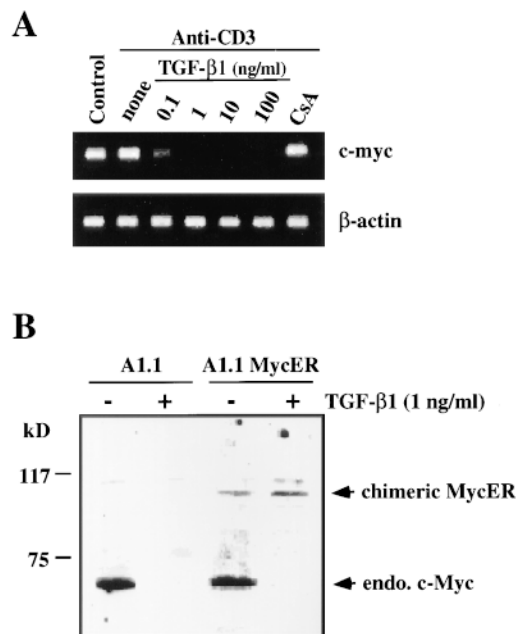 A
Anti-CD3
TGF-β1 (ng/ml)
Control
none
0.1
1
10
100
CsA
c-myc
β-actin
B
A1.1
A1.1 MycER
- + - + TGF-β1 (1 ng/ml)
kD
117
chimeric MycER
75
endo. c-Myc